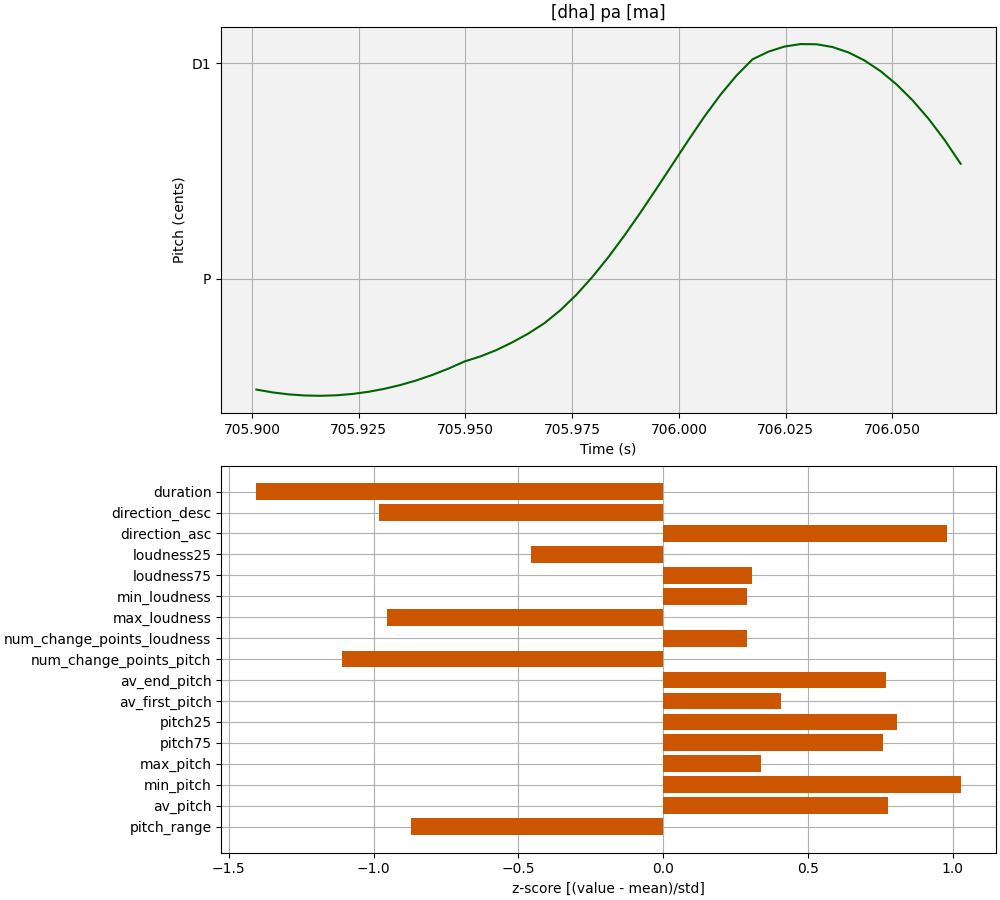 [dha] pa [ma]
D1
P
Pitch (cents)
705.900 705.925 705.950 705.975 706.000 706.025 706.050
Time (s)
duration
direction_desc
direction_asc
loudness25
loudness75
min_loudness
max_loudness
num_change_points_loudness
num_change_points_pitch
av_end_pitch
av_first_pitch
pitch25
pitch75
max_pitch
min_pitch
av_pitch
pitch_range
−1.5 −1.0 −0.5 0.0 0.5 1.0
z-score [(value - mean)/std]